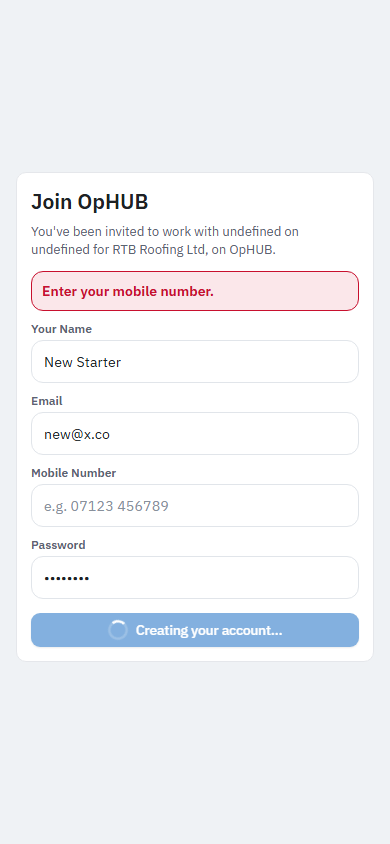 Join OpHUB
You've been invited to work with undefined on
undefined for RTB Roofing Ltd, on OpHUB.
Enter your mobile number.
Your Name
New Starter
Email
new@x.co
Mobile Number
e.g. 07123 456789
Password
••••••••
Creating your account...